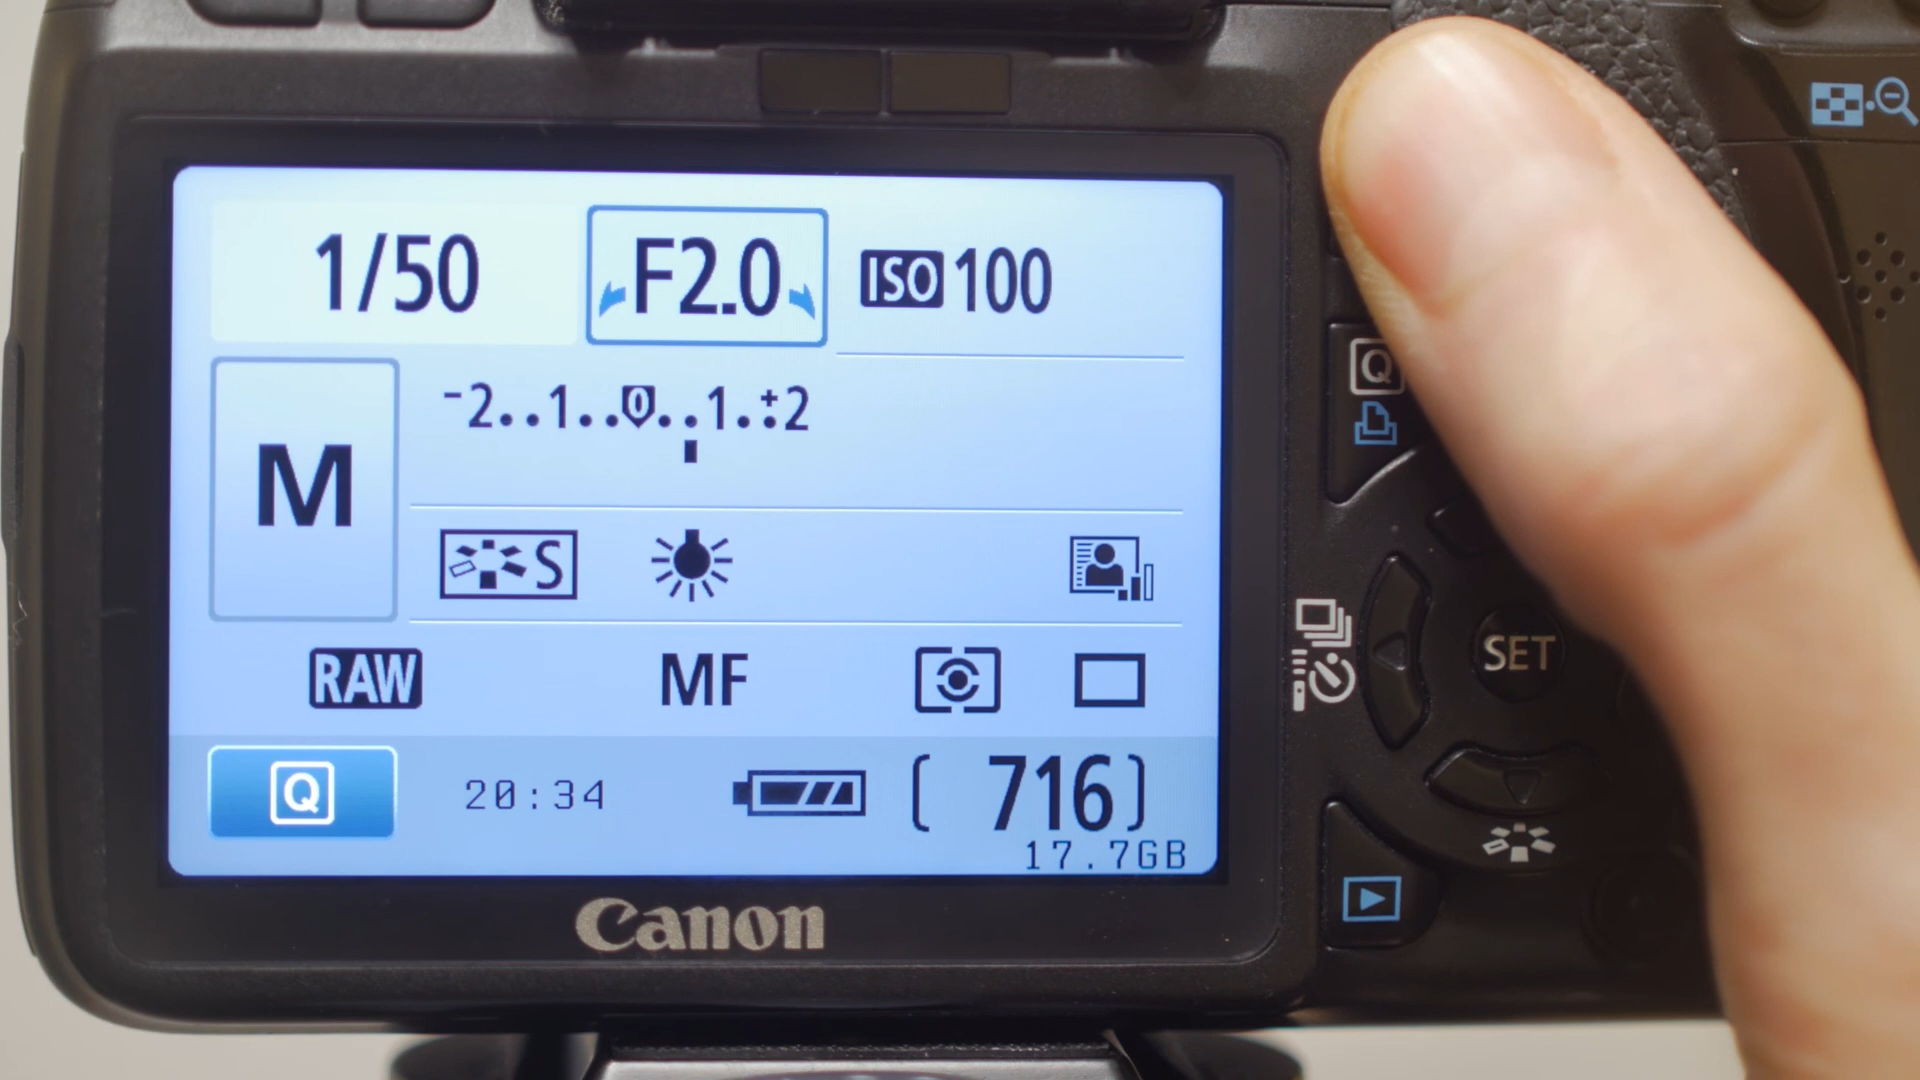 1/50 F2.0 ISO 100
-2..1..0..1.:+2
M
S
RAW MF
Q 20:34 [ 716]
17.7GB
Canon
Q
SET